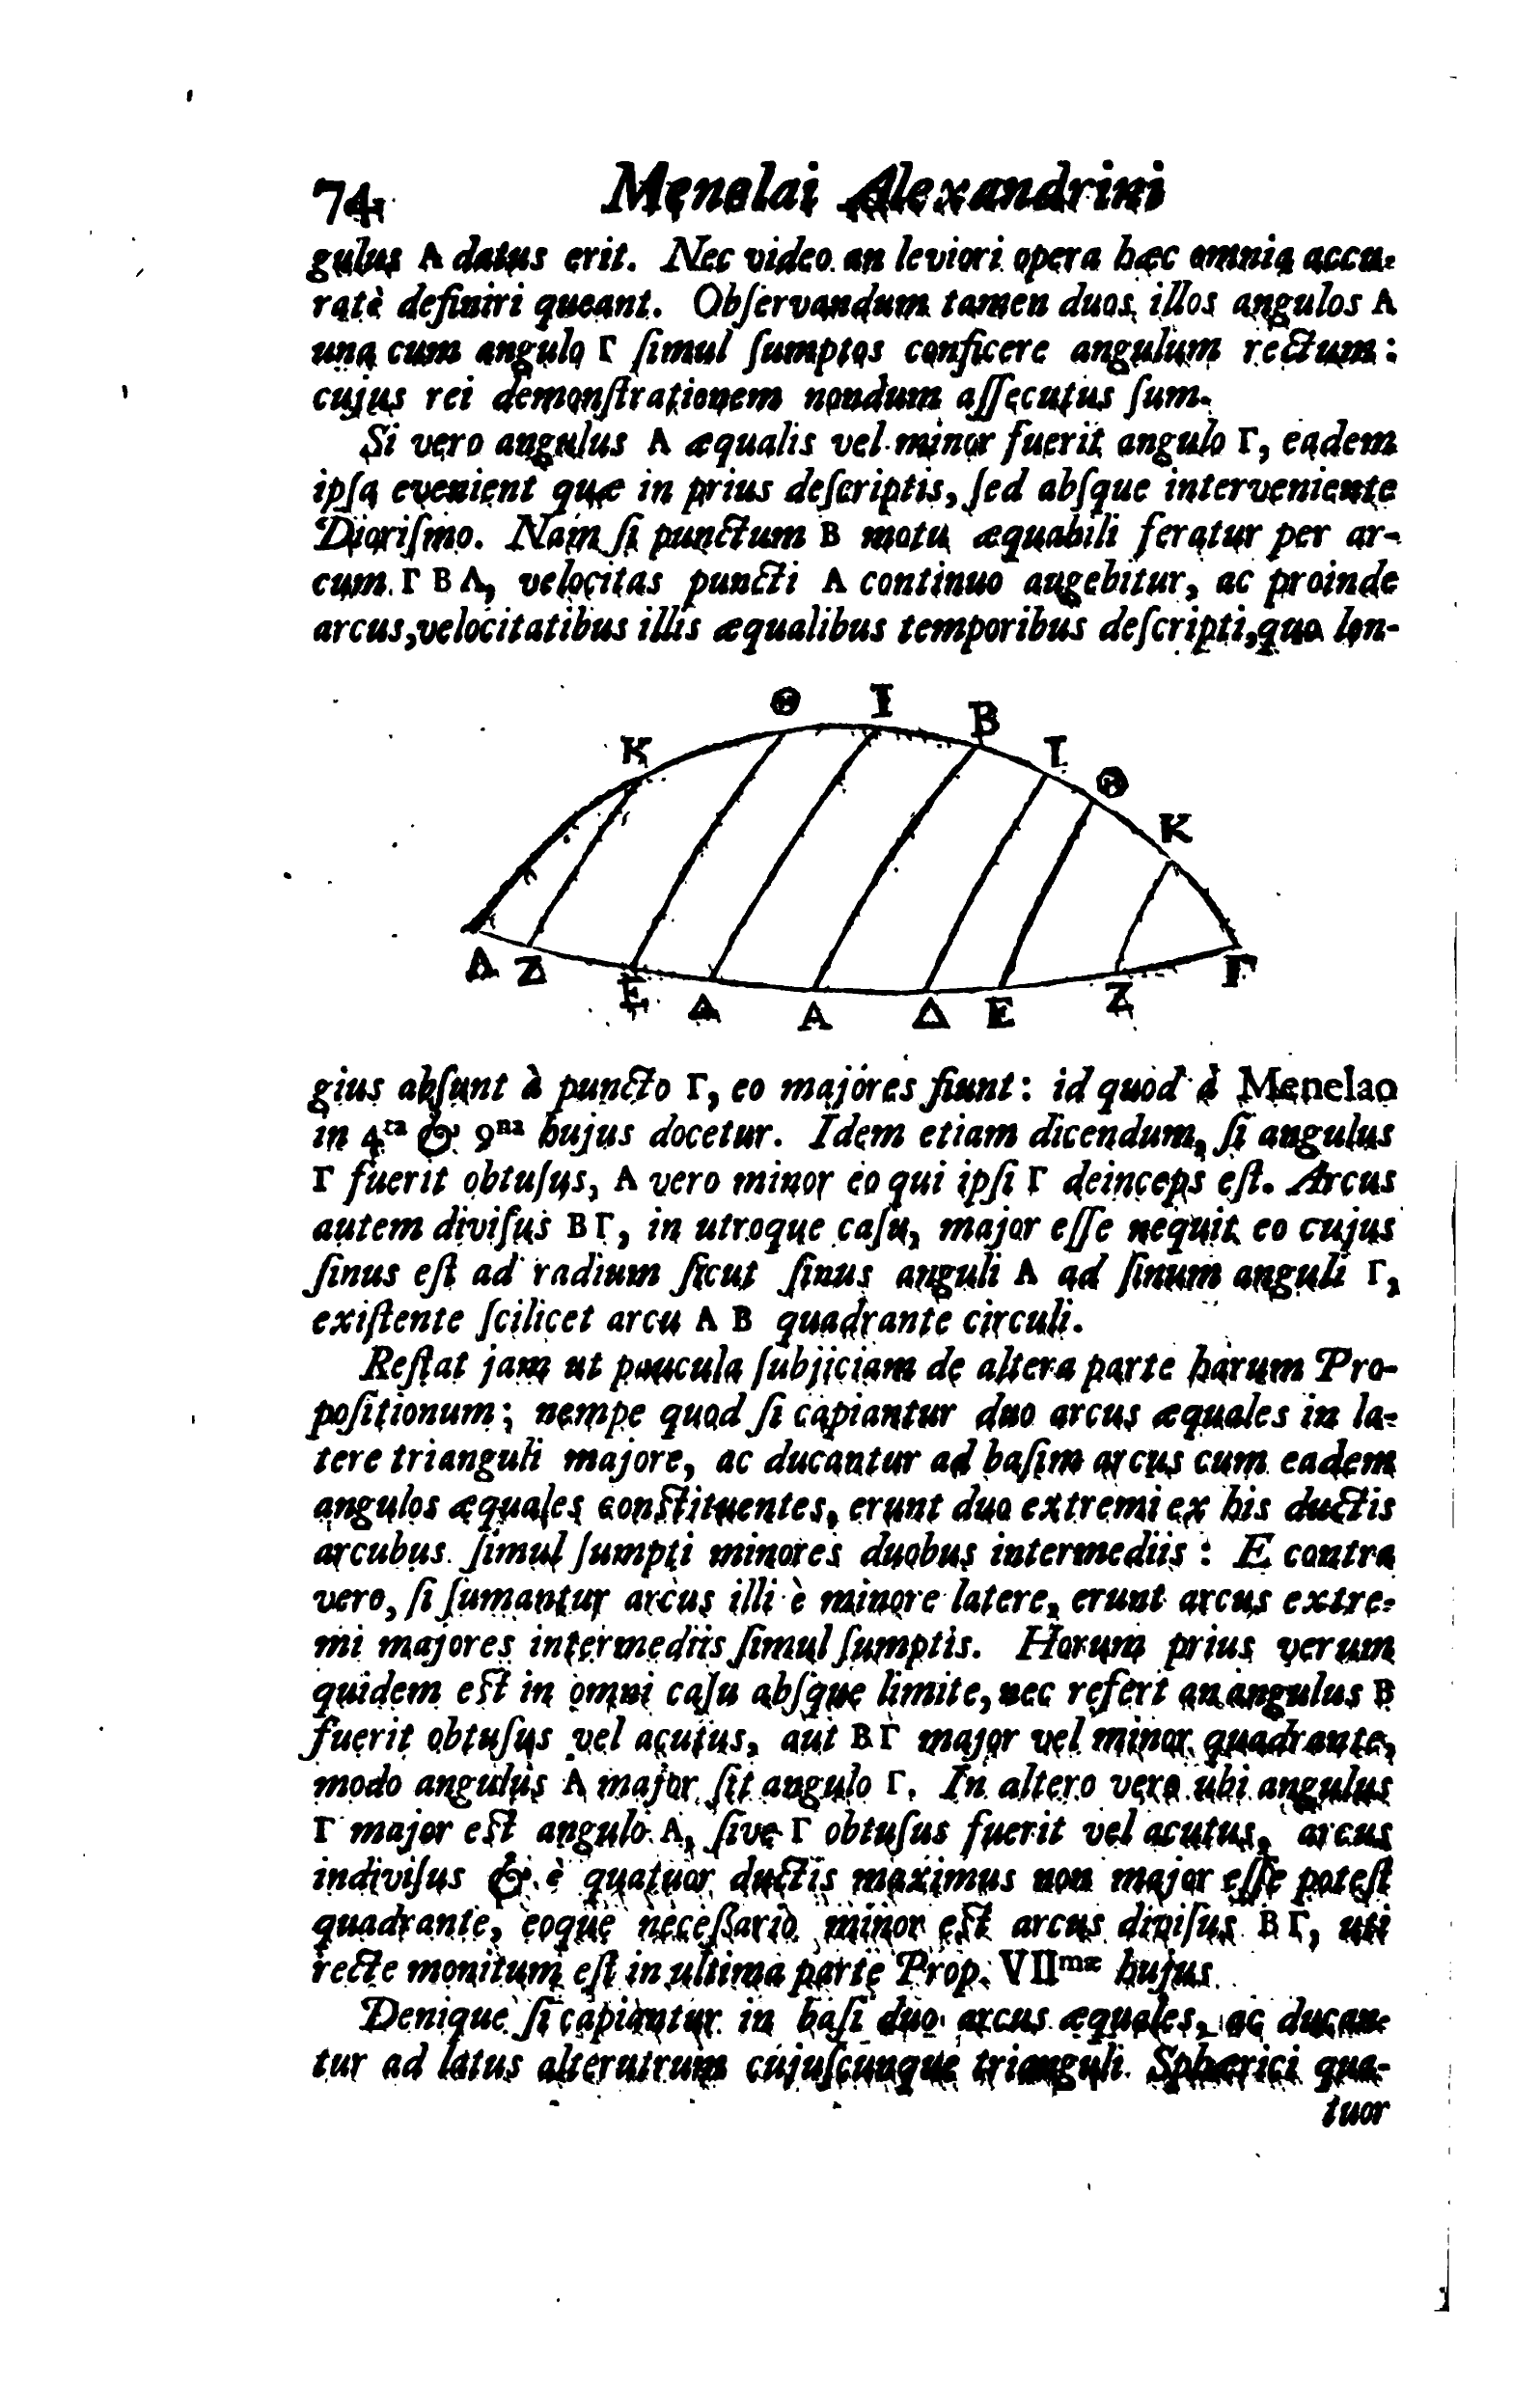 74 Menelai Alexandrini
gulus Α datus erit. Nec video an leviori opera hæc omnia accu-
ratè definiri queant. Obſervandum tamen duos illos angulos Α
una cum angulo Γ ſimul ſumptos conficere angulum rectum:
cujus rei demonſtrationem nondum aſſecutus ſum.
Si vero angulus Α æqualis vel minor fuerit angulo Γ, eadem
ipſa evenient quæ in prius deſcriptis, ſed abſque interveniente
Dioriſmo. Nam ſi punctum Β motu æquabili feratur per ar-
cum Γ Β Λ, velocitas puncti Α continuo augebitur, ac proinde
arcus, velocitatibus illis æqualibus temporibus deſcripti, quo lon-
Θ Ι Β
Κ Ι Θ
Κ
Λ Ζ Ε Δ Α Δ Ε Ζ Γ
gius abſunt à puncto Γ, eo majores fiunt: id quod à Menelao
in 4ta & 9na hujus docetur. Idem etiam dicendum, ſi angulus
Γ fuerit obtuſus, Α vero minor eo qui ipſi Γ deinceps eſt. Arcus
autem diviſus ΒΓ, in utroque caſu, major eſſe nequit eo cujus
ſinus eſt ad radium ſicut ſinus anguli Α ad ſinum anguli Γ,
exiſtente ſcilicet arcu Α Β quadrante circuli.
Reſtat jam ut paucula ſubjiciam de altera parte harum Pro-
poſitionum; nempe quod ſi capiantur duo arcus æquales in la-
tere trianguli majore, ac ducantur ad baſim arcus cum eadem
angulos æquales conſtituentes, erunt duo extremi ex his ductis
arcubus ſimul ſumpti minores duobus intermediis: E contra
vero, ſi ſumantur arcus illi è minore latere, erunt arcus extre-
mi majores intermediis ſimul ſumptis. Horum prius verum
quidem eſt in omni caſu abſque limite, nec refert an angulus Β
fuerit obtuſus vel acutus, aut ΒΓ major vel minor quadrante,
modo angulus Α major ſit angulo Γ. In altero vero ubi angulus
Γ major eſt angulo Α, ſive Γ obtuſus fuerit vel acutus, arcus
indiviſus & è quatuor ductis maximus non major eſſe poteſt
quadrante, eoque neceſſario minor eſt arcus diviſus ΒΓ, uti
recte monitum eſt in ultima parte Prop. VIImæ hujus.
Denique ſi capiantur in baſi duo arcus æquales, ac ducan-
tur ad latus alterutrum cujuſcunque trianguli Sphærici qua-
tuor